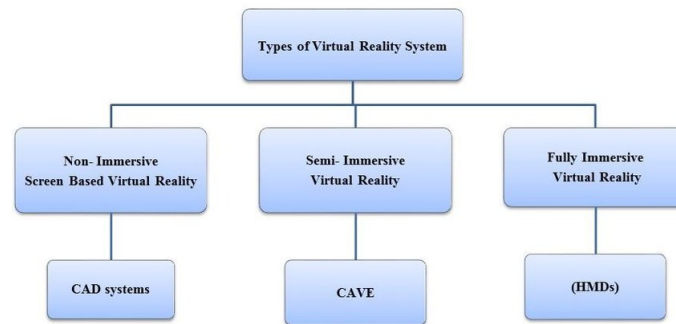 Types of Virtual Reality System
Non- Immersive
Screen Based Virtual Reality
Semi- Immersive
Virtual Reality
Fully Immersive
Virtual Reality
CAD systems
CAVE
(HMDs)